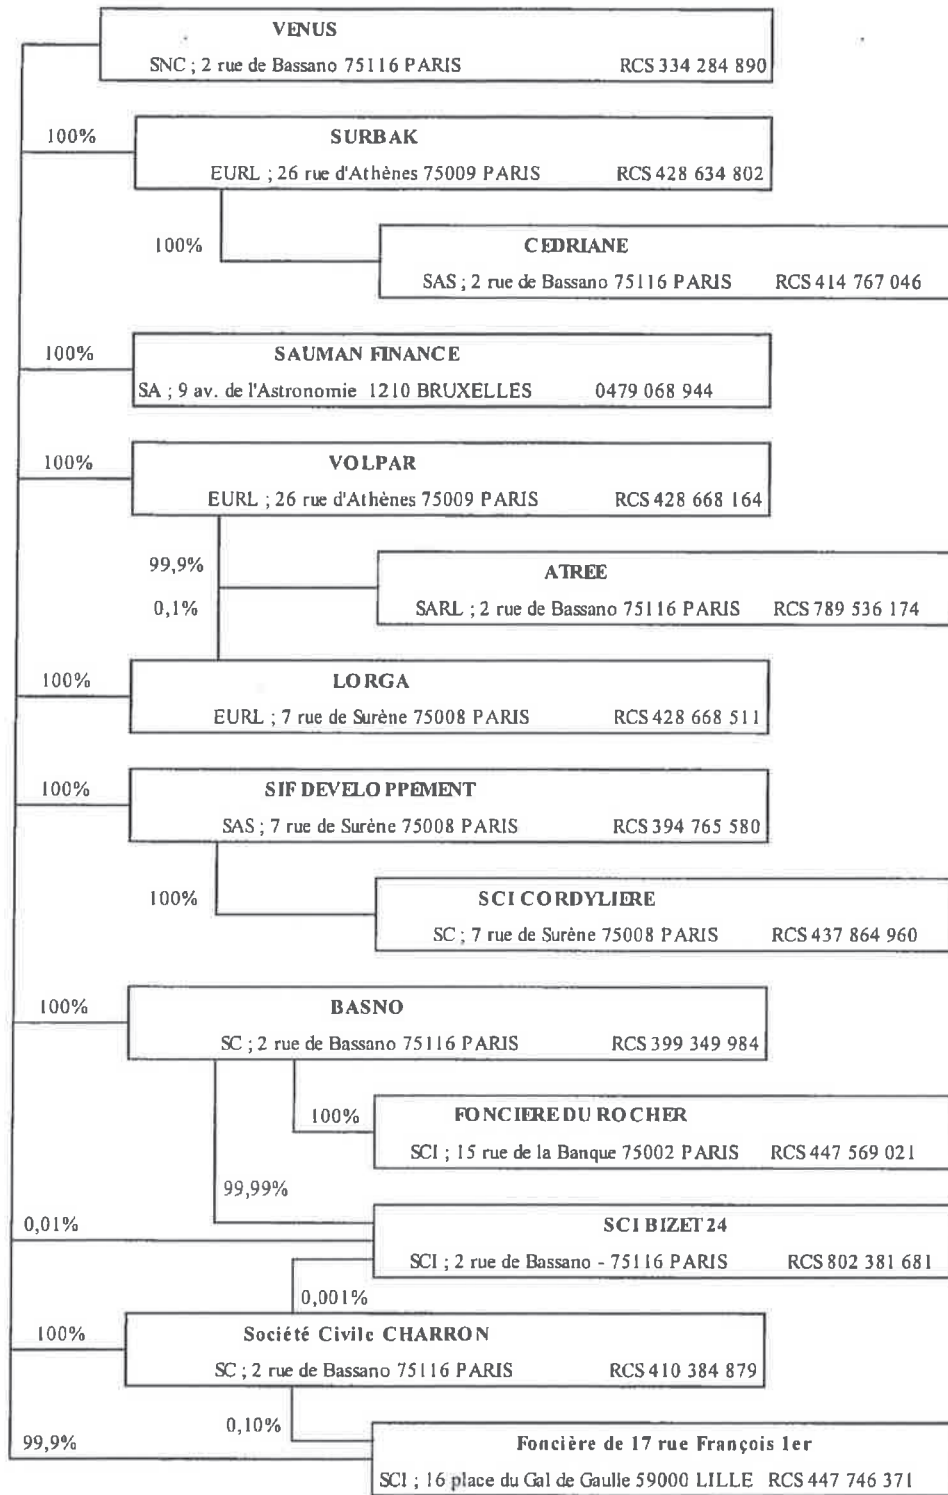 VENUS
SNC ; 2 rue de Bassano 75116 PARIS RCS 334 284 890
100%
SURBAK
EURL ; 26 rue d'Athènes 75009 PARIS RCS 428 634 802
100%
CEDRIANE
SAS ; 2 rue de Bassano 75116 PARIS RCS 414 767 046
100%
SAUMAN FINANCE
SA ; 9 av. de l'Astronomie 1210 BRUXELLES 0479 068 944
100%
VOLPAR
EURL ; 26 rue d'Athènes 75009 PARIS RCS 428 668 164
99,9%
ATREE
0,1%
SARL ; 2 rue de Bassano 75116 PARIS RCS 789 536 174
100%
LORGA
EURL ; 7 rue de Surène 75008 PARIS RCS 428 668 511
100%
SIF DEVELOPPEMENT
SAS ; 7 rue de Surène 75008 PARIS RCS 394 765 580
100%
SCI CORDYLIERE
SC ; 7 rue de Surène 75008 PARIS RCS 437 864 960
100%
BASNO
SC ; 2 rue de Bassano 75116 PARIS RCS 399 349 984
100%
FONCIERE DU ROCHER
SCI ; 15 rue de la Banque 75002 PARIS RCS 447 569 021
99,99%
0,01%
SCI BIZET 24
SCI ; 2 rue de Bassano - 75116 PARIS RCS 802 381 681
0,001%
100%
Société Civile CHARRON
SC ; 2 rue de Bassano 75116 PARIS RCS 410 384 879
0,10%
99,9%
Foncière de 17 rue François 1er
SCI ; 16 place du Gal de Gaulle 59000 LILLE RCS 447 746 371